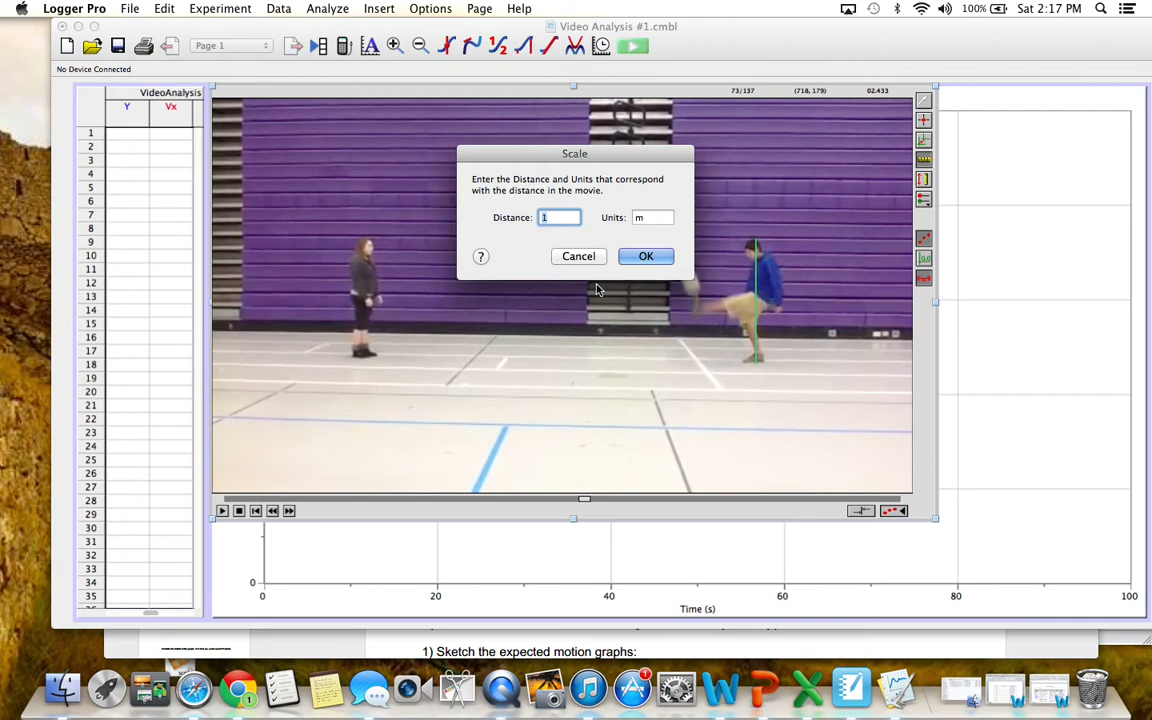 Logger Pro File Edit Experiment Data Analyze Insert Options Page Help 100% Sat 2:17 PM
Video Analysis #1.cmbl
Page 1
No Device Connected
VideoAnalysis
Y Vx
73/137 (718, 179) 02.433
1
2
3
4
5
6
7
8
9
10
11
12
13
14
15
16
17
18
19
20
21
22
23
24
25
26
27
28
29
30
31
32
33
34
35
Scale
Enter the Distance and Units that correspond
with the distance in the movie.
Distance: 1 Units: m
? Cancel OK
0
0 20 40 60 80 100
Time (s)
1) Sketch the expected motion graphs: